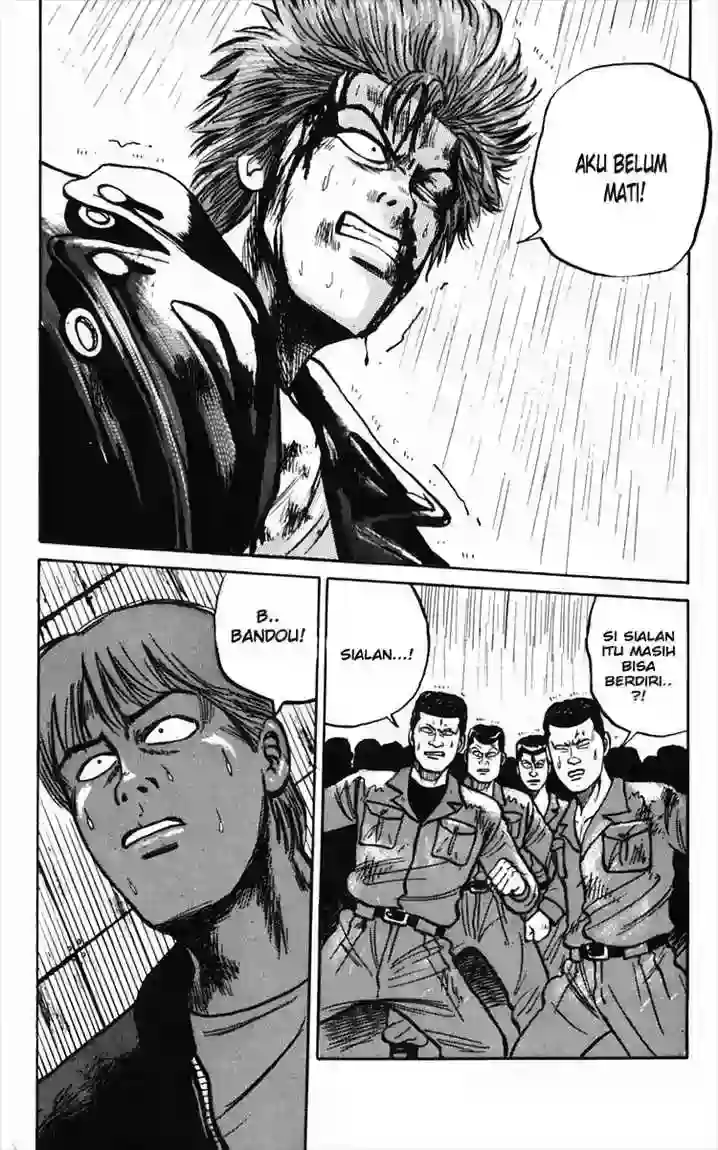 AKU BELUM
MATI!
SI SIALAN
ITU MASIH
BISA
BERDIRI..
?!
SIALAN...!
B..
BANDOU!